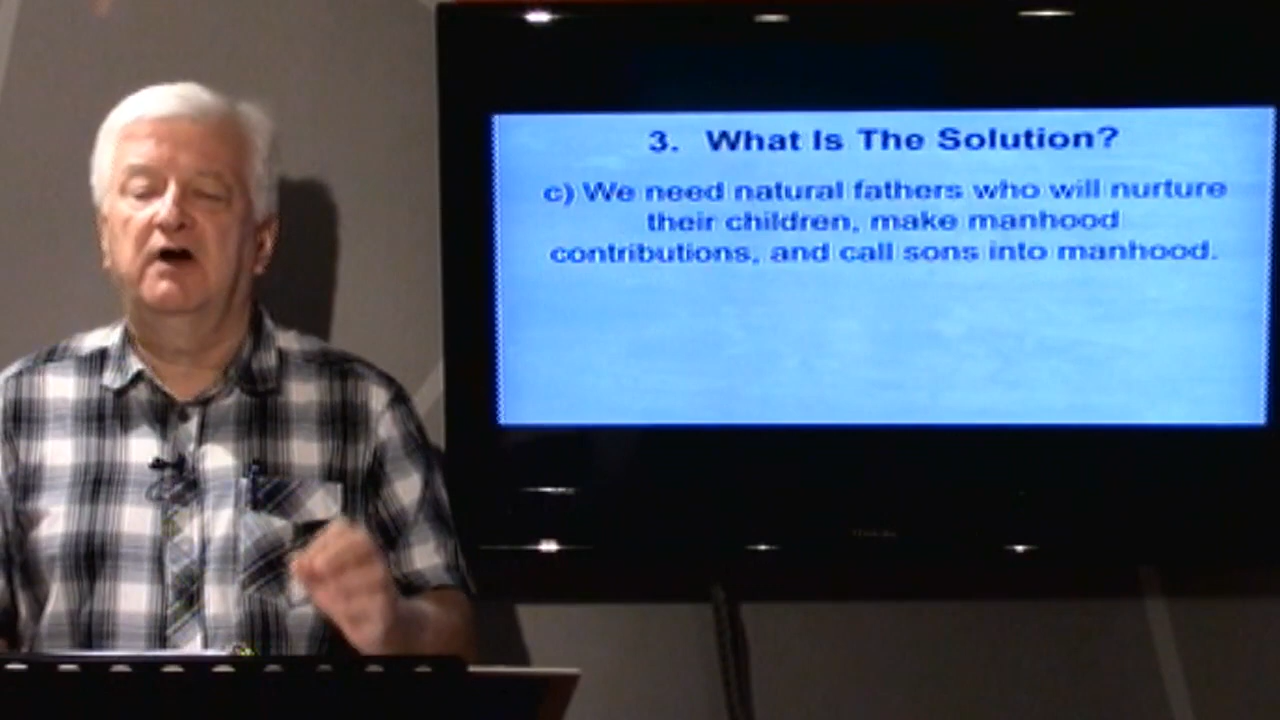 3. What Is The Solution?
c) We need natural fathers who will nurture
their children, make manhood
contributions, and call sons into manhood.